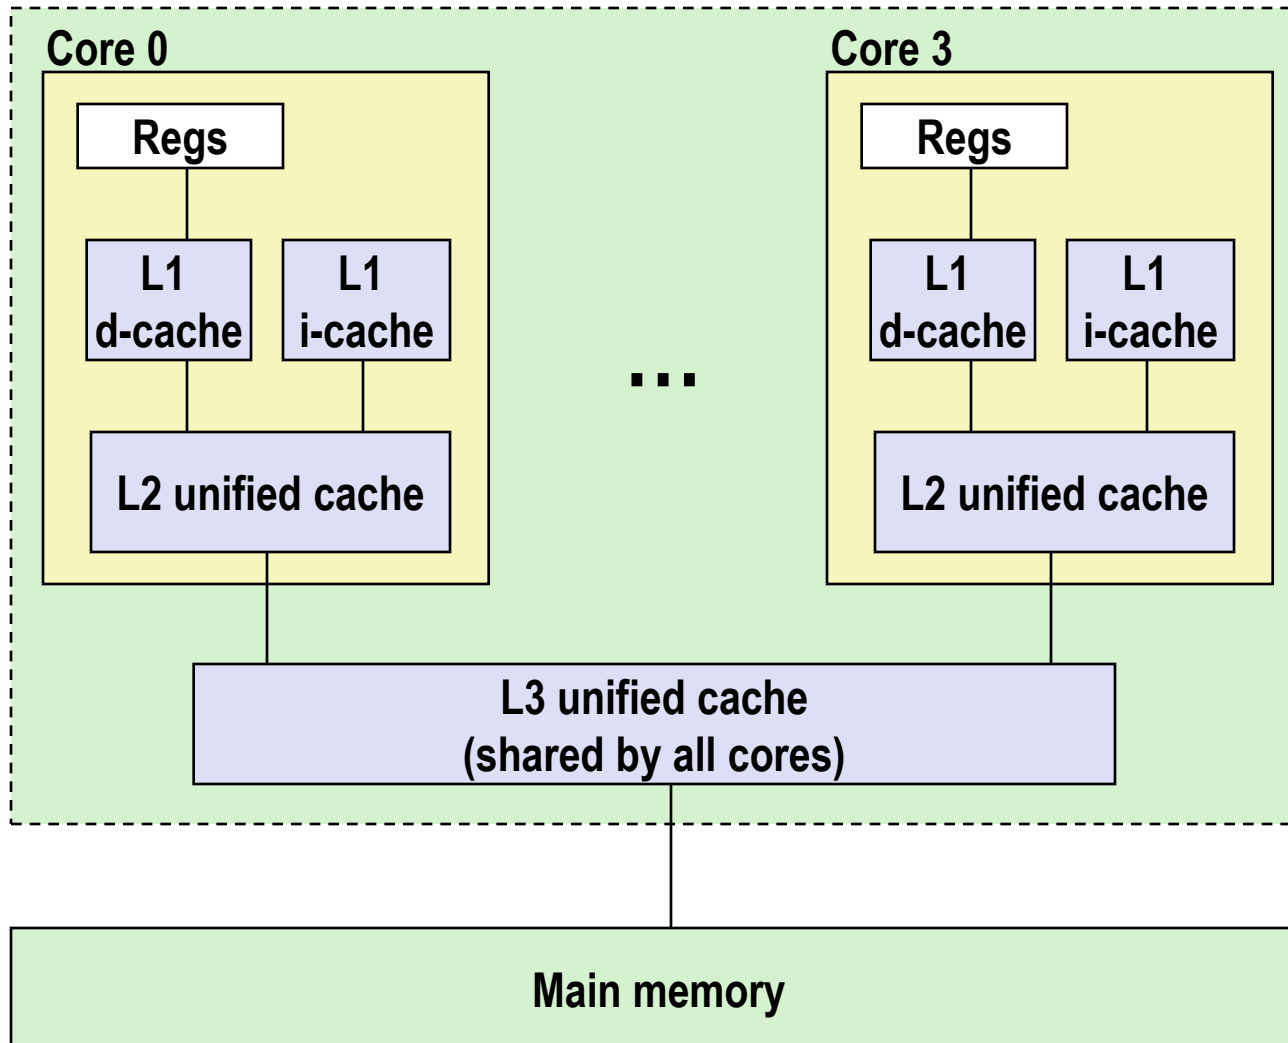 Core 0
Core 3
Regs
Regs
L1
d-cache
L1
i-cache
...
L1
d-cache
L1
i-cache
L2 unified cache
L2 unified cache
L3 unified cache
(shared by all cores)
Main memory